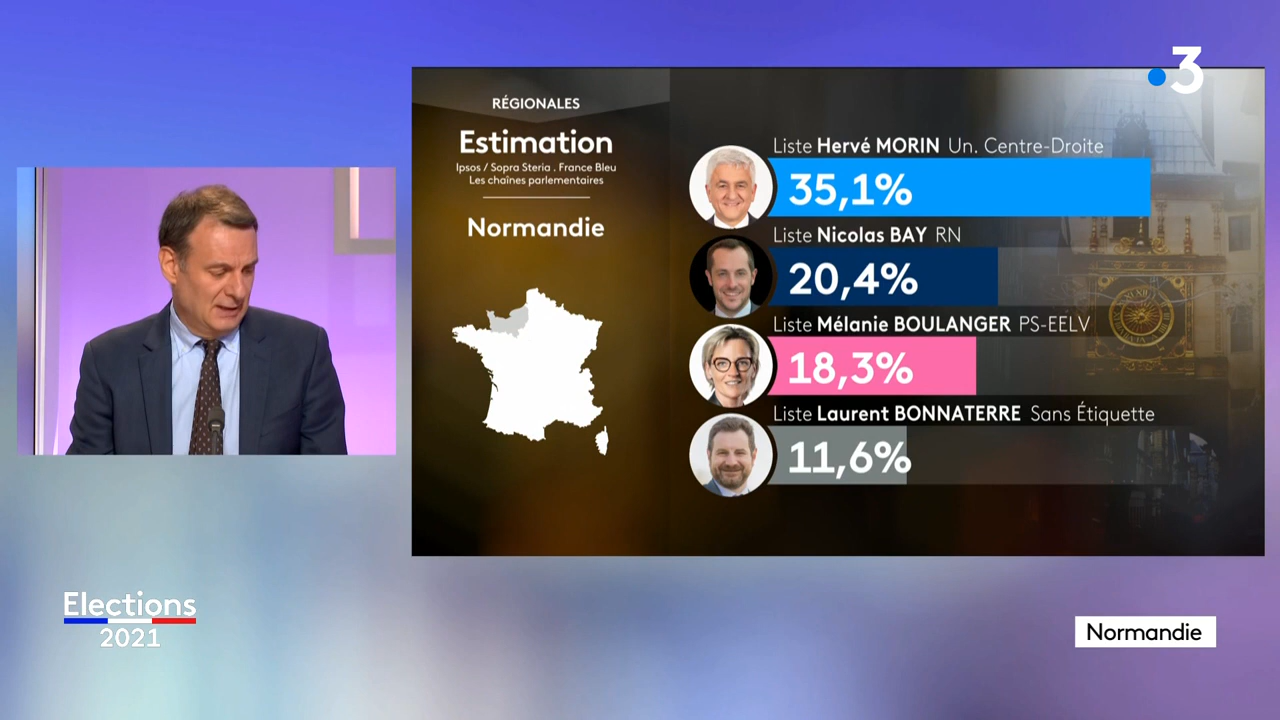 3
RÉGIONALES
Estimation
Ipsos / Sopra Steria . France Bleu
Les chaînes parlementaires
Normandie
Liste Hervé MORIN Un. Centre-Droite
35,1%
Liste Nicolas BAY RN
20,4%
Liste Mélanie BOULANGER PS-EELV
18,3%
Liste Laurent BONNATERRE Sans Étiquette
11,6%
Elections
2021
Normandie